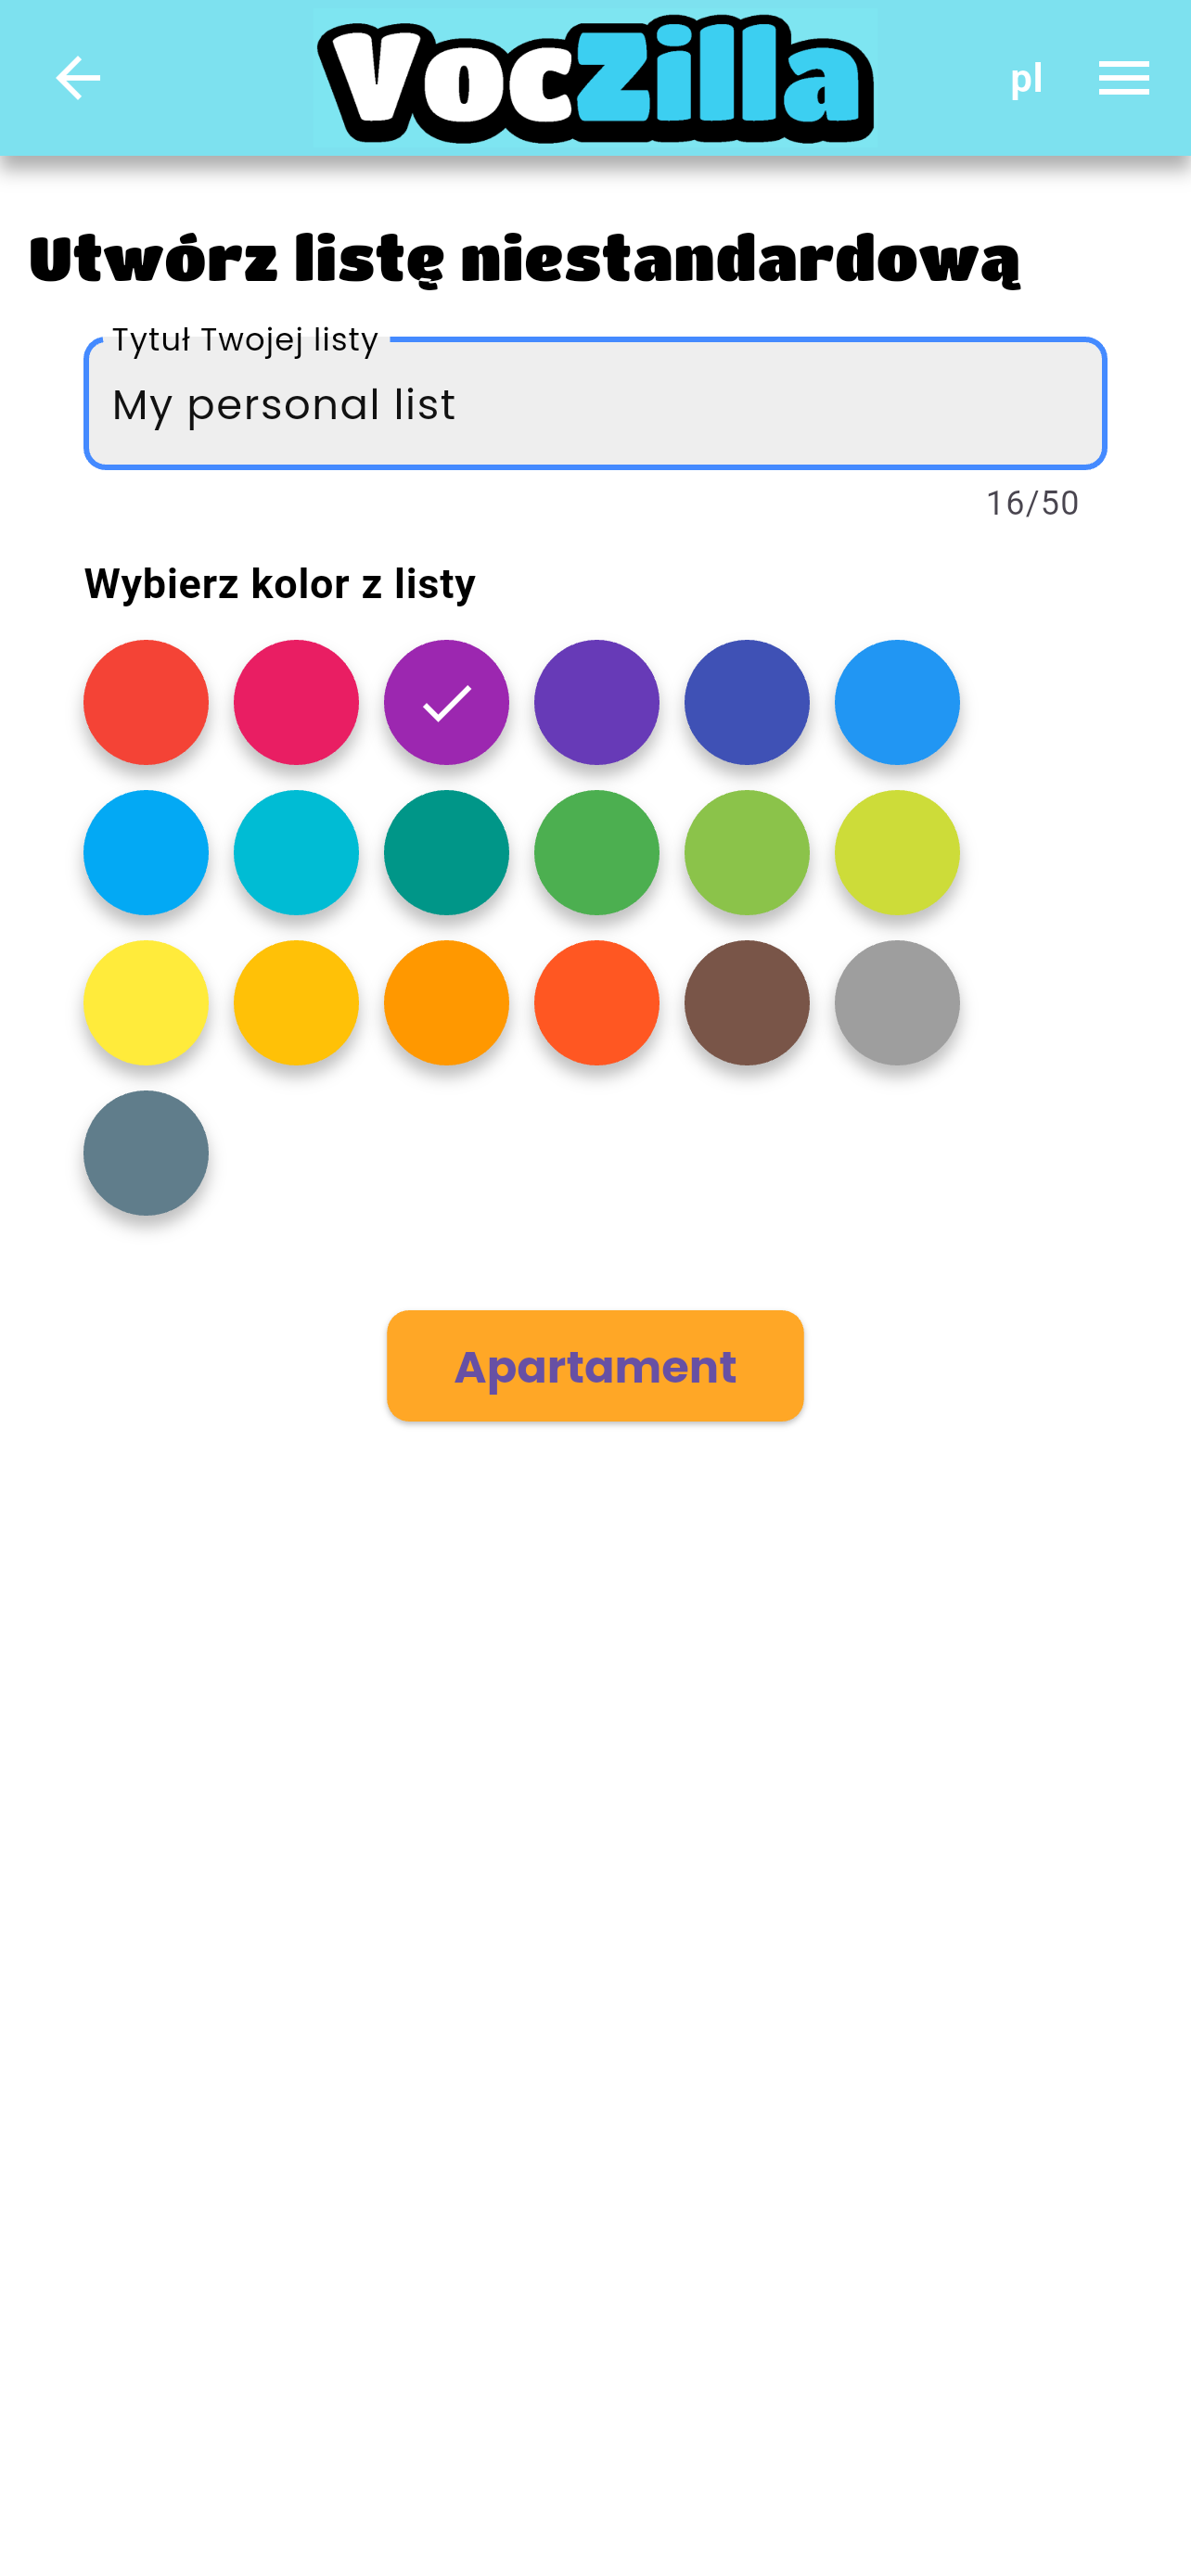 VocZilla
pl
Utwórz listę niestandardową
Tytuł Twojej listy
My personal list
16/50
Wybierz kolor z listy
Apartament